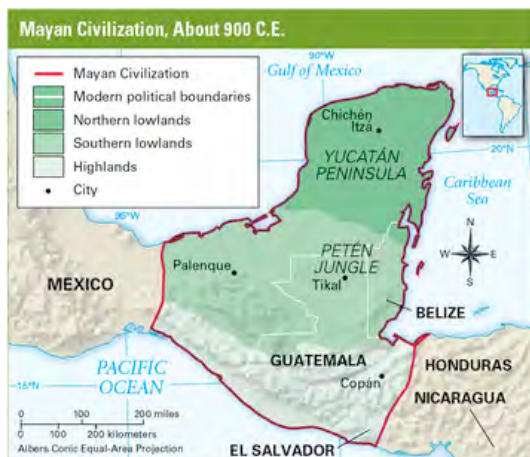 Mayan Civilization, About 900 C.E.
Mayan Civilization
Modern political boundaries
Northern lowlands
Southern lowlands
Highlands
City
90°W
Gulf of Mexico
Chichén
Itza
20°N
YUCATÁN
PENINSULA
Caribbean
Sea
95°W
N
W
E
S
PETÉN
JUNGLE
Palenque
Tikal
MEXICO
BELIZE
GUATEMALA
HONDURAS
Copán
PACIFIC
OCEAN
NICARAGUA
15°N
0 100 200 miles
0 100 200 kilometers
Albers Conic Equal-Area Projection
EL SALVADOR